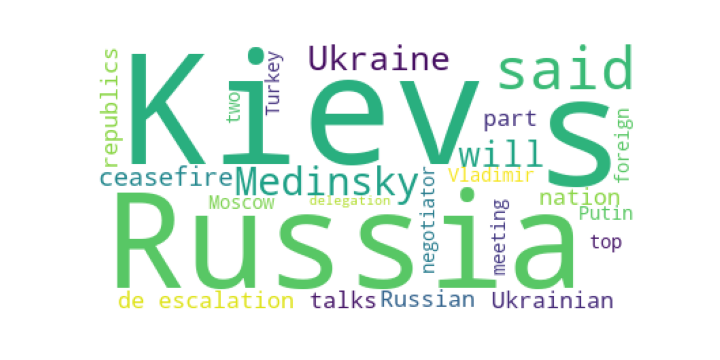 Kiev
s
Russia
Ukraine
said
republics
two
Turkey
part
will
foreign
ceasefire
Medinsky
Vladimir
nation
Moscow
delegation
negotiator
meeting
Putin
top
de escalation
talks
Russian
Ukrainian